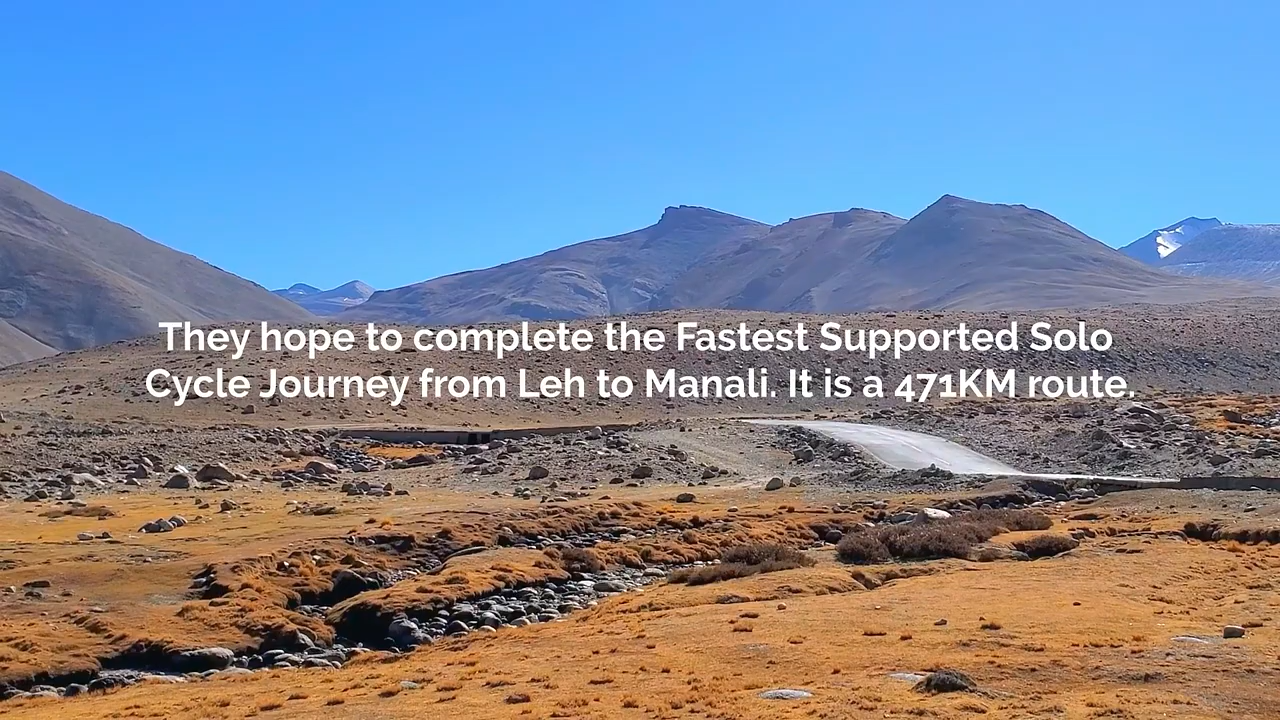 They hope to complete the Fastest Supported Solo
Cycle Journey from Leh to Manali. It is a 471KM route.